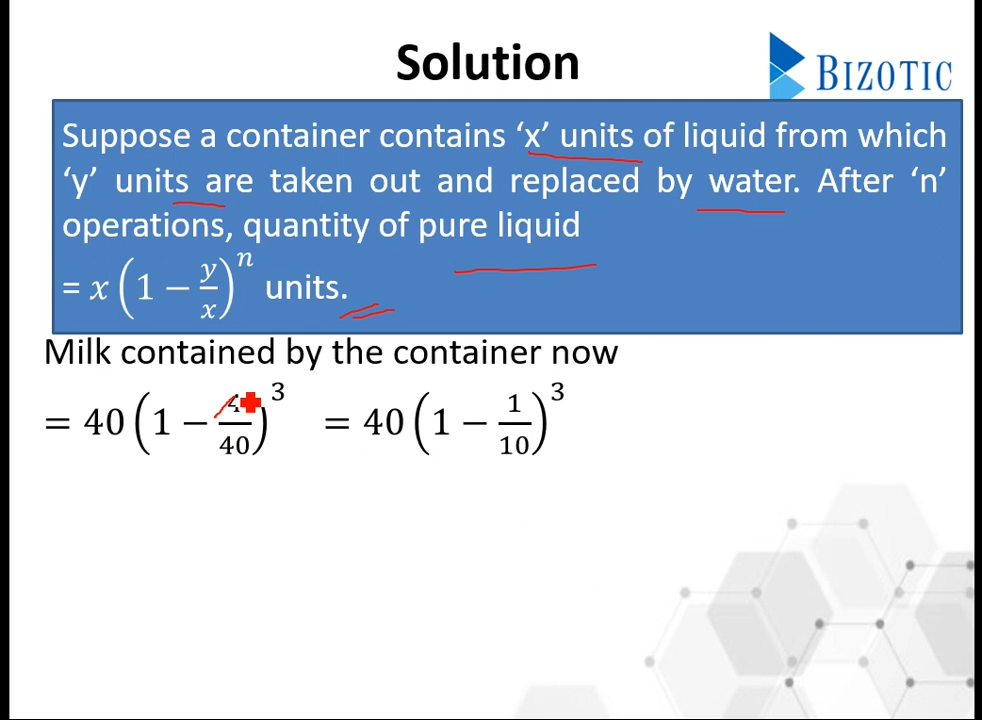 Solution
BIZOTIC
Suppose a container contains ‘x’ units of liquid from which
‘y’ units are taken out and replaced by water. After ‘n’
operations, quantity of pure liquid
= x (1 − y/x)^n units.
Milk contained by the container now
= 40 (1 − 4/40)^3 = 40 (1 − 1/10)^3